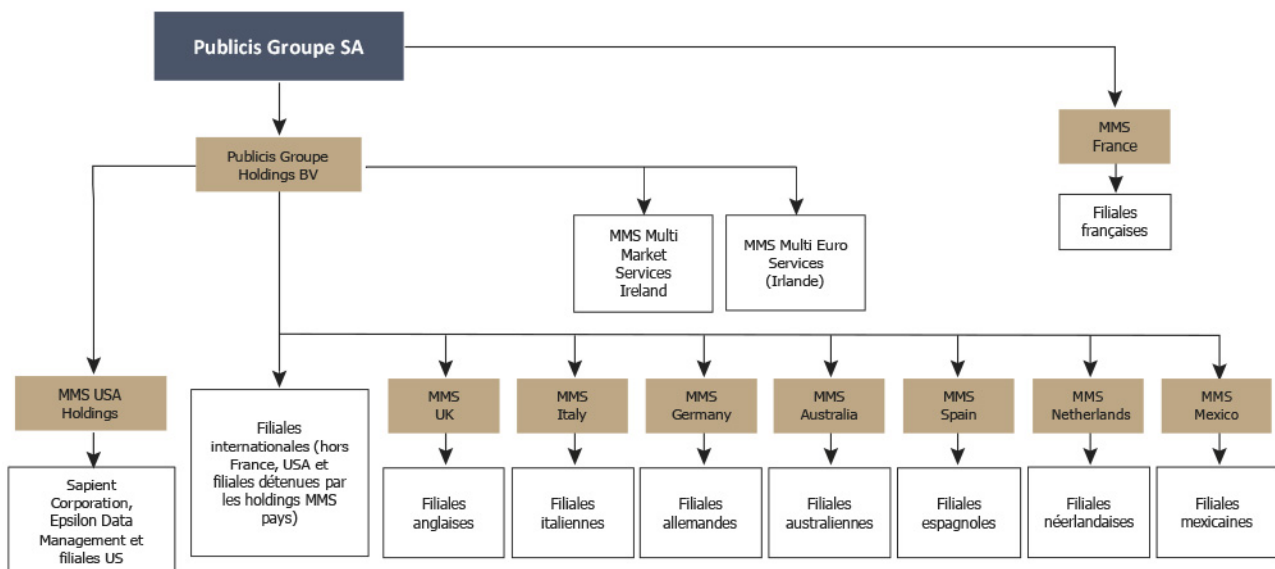 Publicis Groupe SA
Publicis Groupe
Holdings BV
MMS
France
Filiales
françaises
MMS Multi
Market
Services
Ireland
MMS Multi Euro
Services
(Irlande)
MMS USA
Holdings
Sapient
Corporation,
Epsilon Data
Management et
filiales US
Filiales
internationales (hors
France, USA et
filiales détenues par
les holdings MMS
pays)
MMS
UK
Filiales
anglaises
MMS
Italy
Filiales
italiennes
MMS
Germany
Filiales
allemandes
MMS
Australia
Filiales
australiennes
MMS
Spain
Filiales
espagnoles
MMS
Netherlands
Filiales
néerlandaises
MMS
Mexico
Filiales
mexicaines